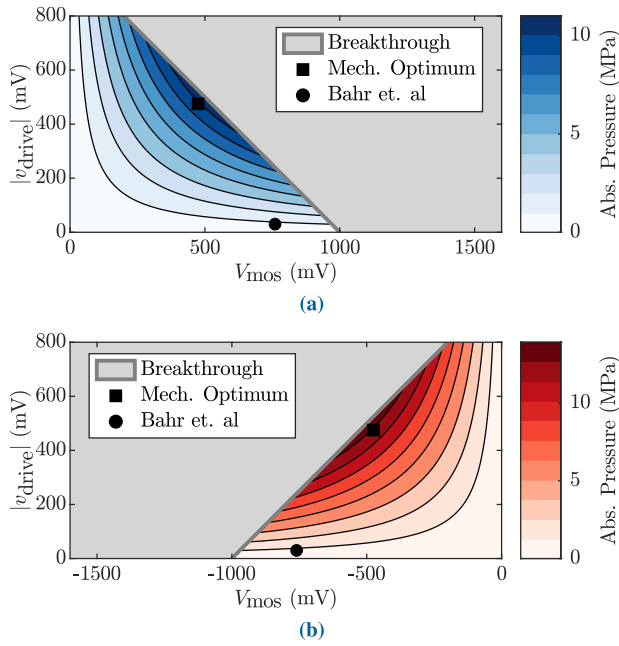 800
600
400
200
0
|v_drive| (mV)
0
500
1000
1500
V_mos (mV)
Breakthrough
Mech. Optimum
Bahr et. al
10
5
0
Abs. Pressure (MPa)
(a)
800
600
400
200
0
|v_drive| (mV)
-1500
-1000
-500
0
V_mos (mV)
Breakthrough
Mech. Optimum
Bahr et. al
10
5
0
Abs. Pressure (MPa)
(b)